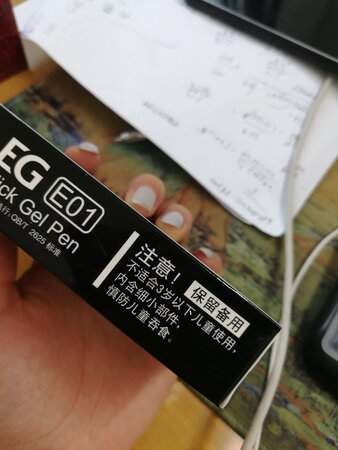 EG E01
ick Gel Pen
执行:QB/T 2625 标准
注意! 保留备用
不适合3岁以下儿童使用,
内含细小部件,
慎防儿童吞食。